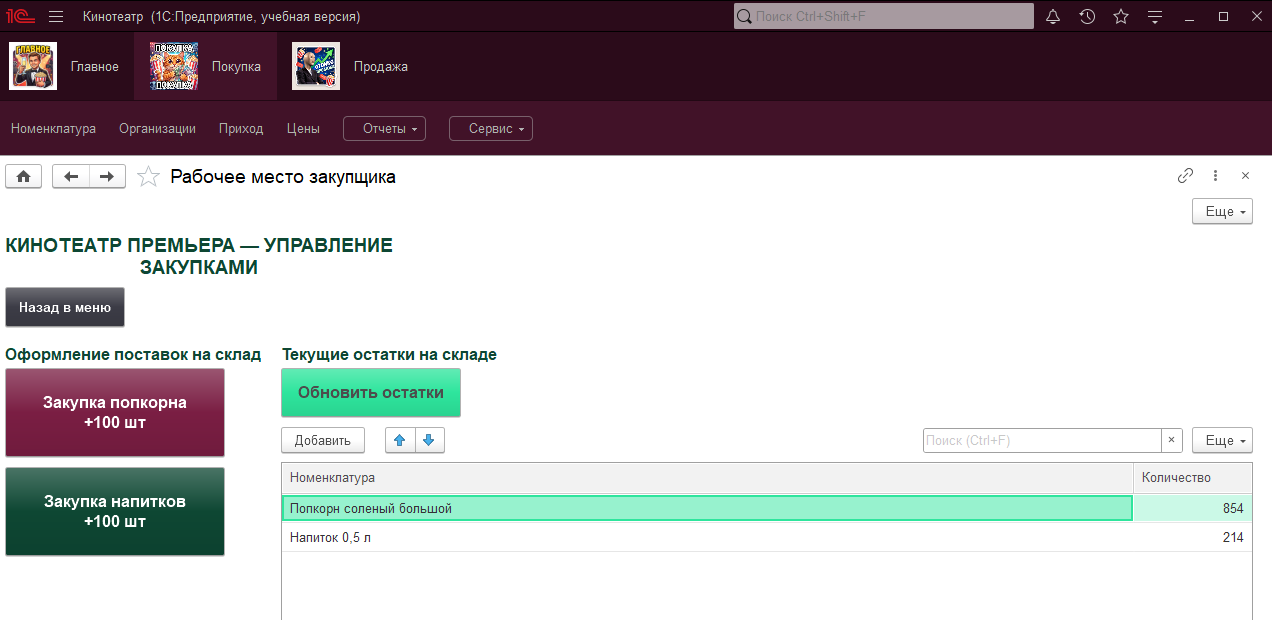 1С Кинотеатр (1С:Предприятие, учебная версия) Поиск Ctrl+Shift+F
ГЛАВНОЕ Главное ПОКУПКА ПОКУПКА Покупка Продажа
Номенклатура Организации Приход Цены Отчеты Сервис
Рабочее место закупщика
Еще
КИНОТЕАТР ПРЕМЬЕРА — УПРАВЛЕНИЕ
ЗАКУПКАМИ
Назад в меню
Оформление поставок на склад
Закупка попкорна
+100 шт
Закупка напитков
+100 шт
Текущие остатки на складе
Обновить остатки
Добавить Поиск (Ctrl+F) × Еще
Номенклатура Количество
Попкорн соленый большой 854
Напиток 0,5 л 214